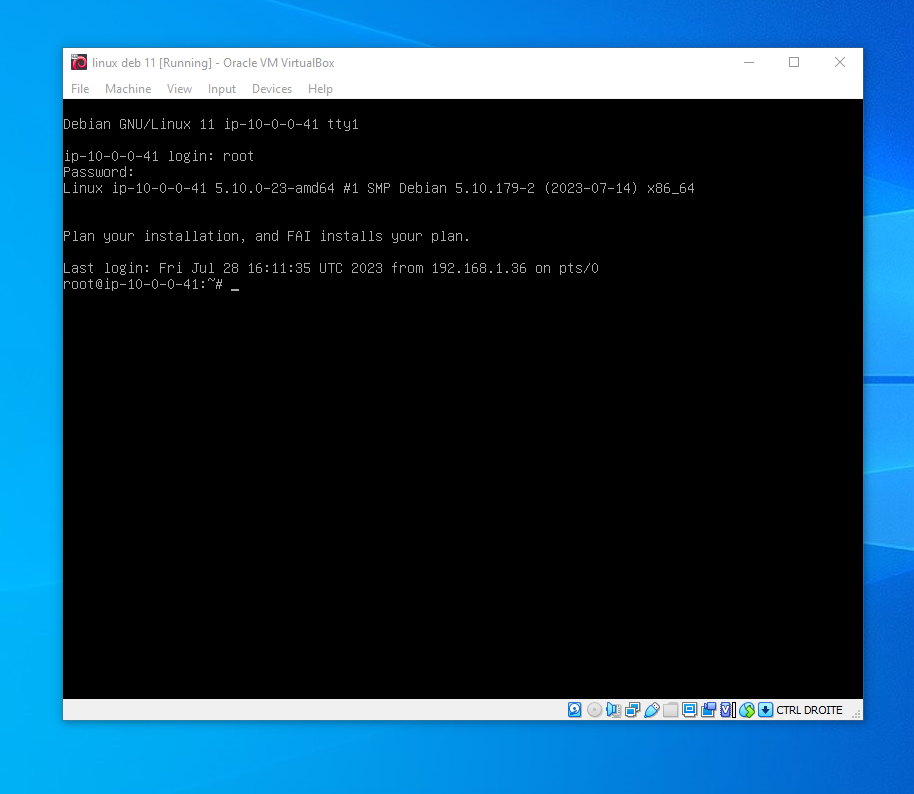 linux deb 11 [Running] - Oracle VM VirtualBox
File Machine View Input Devices Help
Debian GNU/Linux 11 ip-10-0-0-41 tty1
ip-10-0-0-41 login: root
Password:
Linux ip-10-0-0-41 5.10.0-23-amd64 #1 SMP Debian 5.10.179-2 (2023-07-14) x86_64
Plan your installation, and FAI installs your plan.
Last login: Fri Jul 28 16:11:35 UTC 2023 from 192.168.1.36 on pts/0
root@ip-10-0-0-41:~# _
CTRL DROITE